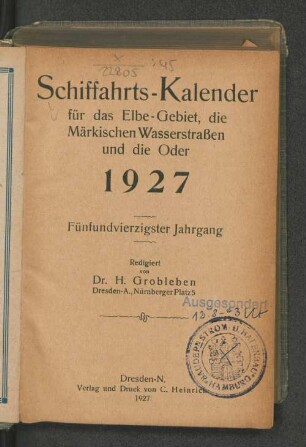 Schiffahrts-Kalender
für das Elbe-Gebiet, die
Märkischen Wasserstraßen
und die Oder
1927
Fünfundvierzigster Jahrgang
Redigiert
von
Dr. H. Grobleben
Dresden-A., Nürnberger Platz 5
Ausgesondert
Dresden-N.
Verlag und Druck von C. Heinrich
1927
HAMBURG